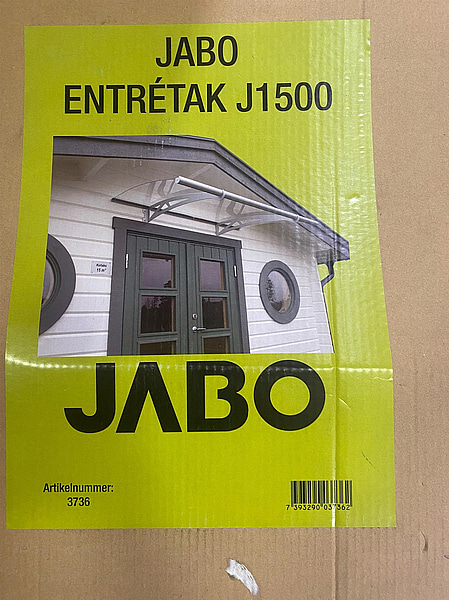 JABO
ENTRÉTAK J1500
JABO
Artikelnummer:
3736
7 393290 037362